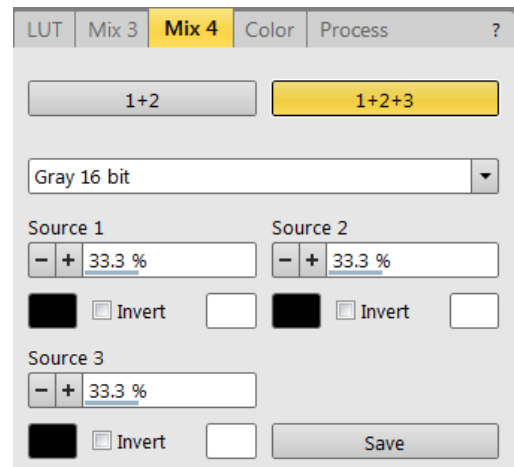 LUT Mix 3 Mix 4 Color Process ?
1+2 1+2+3
Gray 16 bit
Source 1 Source 2
− + 33.3 % − + 33.3 %
Invert Invert
Source 3
− + 33.3 %
Invert Save